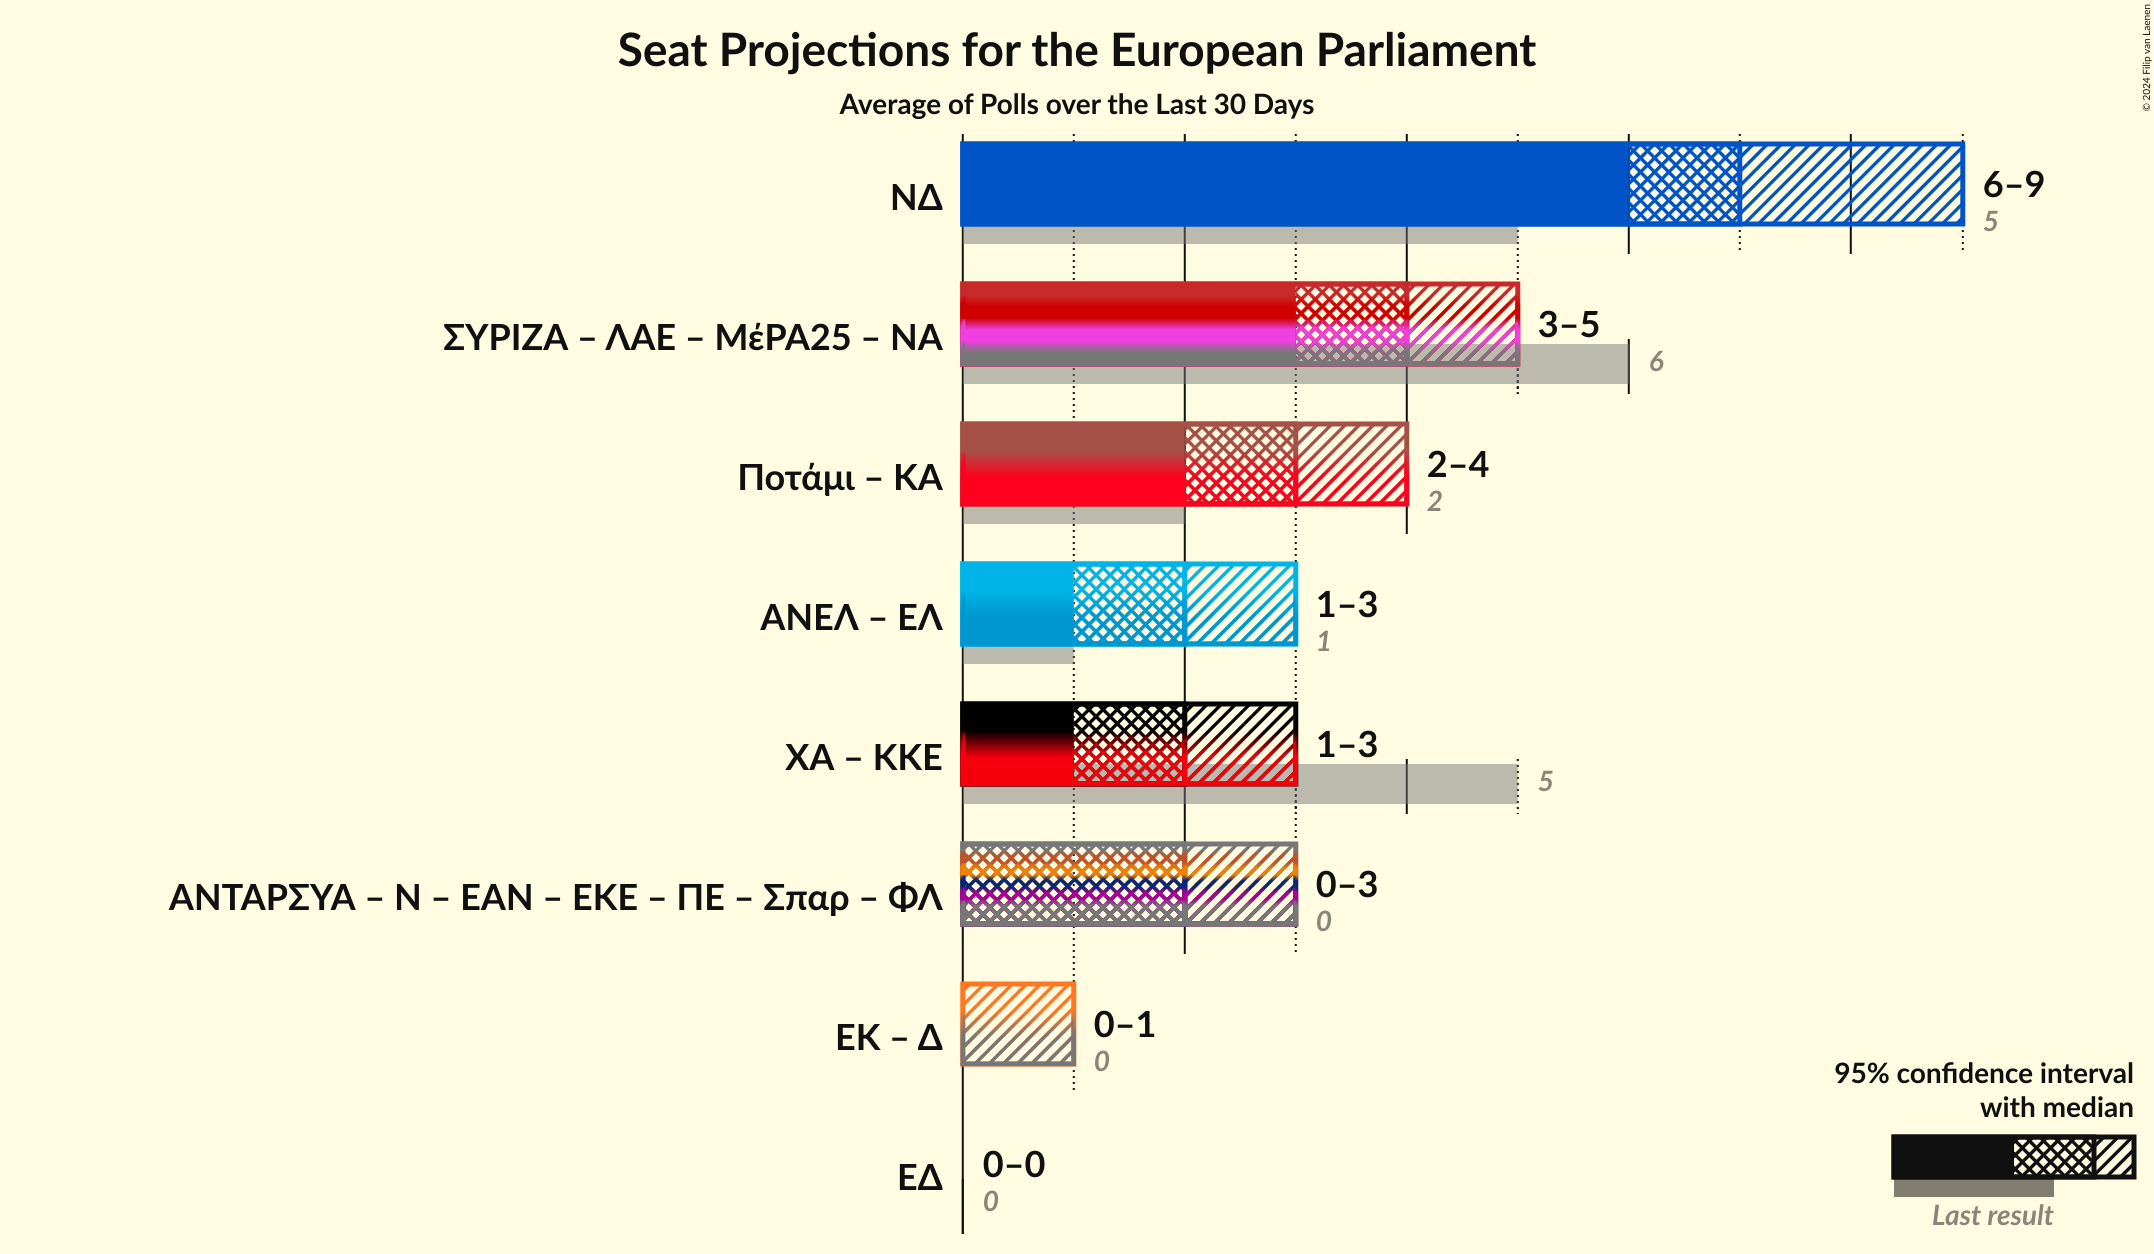 Seat Projections for the European Parliament
Average of Polls over the Last 30 Days
© 2024 Filip van Laenen
ΝΔ
6–9
5
ΣΥΡΙΖΑ – ΛΑΕ – ΜέΡΑ25 – ΝΑ
3–5
6
Ποτάμι – ΚΑ
2–4
2
ΑΝΕΛ – ΕΛ
1–3
1
ΧΑ – ΚΚΕ
1–3
5
ΑΝΤΑΡΣΥΑ – Ν – ΕΑΝ – ΕΚΕ – ΠΕ – Σπαρ – ΦΛ
0–3
0
ΕΚ – Δ
0–1
0
ΕΔ
0–0
0
95% confidence interval
with median
Last result